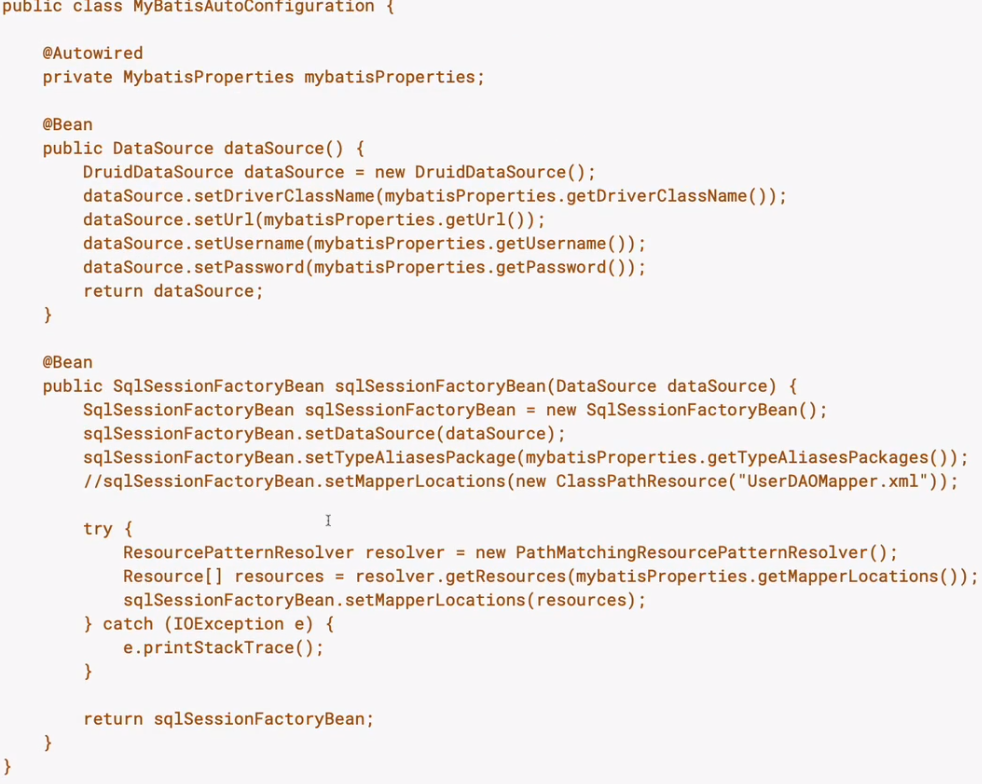 public class MyBatisAutoConfiguration {
@Autowired
private MybatisProperties mybatisProperties;
@Bean
public DataSource dataSource() {
DruidDataSource dataSource = new DruidDataSource();
dataSource.setDriverClassName(mybatisProperties.getDriverClassName());
dataSource.setUrl(mybatisProperties.getUrl());
dataSource.setUsername(mybatisProperties.getUsername());
dataSource.setPassword(mybatisProperties.getPassword());
return dataSource;
}
@Bean
public SqlSessionFactoryBean sqlSessionFactoryBean(DataSource dataSource) {
SqlSessionFactoryBean sqlSessionFactoryBean = new SqlSessionFactoryBean();
sqlSessionFactoryBean.setDataSource(dataSource);
sqlSessionFactoryBean.setTypeAliasesPackage(mybatisProperties.getTypeAliasesPackages());
//sqlSessionFactoryBean.setMapperLocations(new ClassPathResource("UserDAOMapper.xml"));
try {
ResourcePatternResolver resolver = new PathMatchingResourcePatternResolver();
Resource[] resources = resolver.getResources(mybatisProperties.getMapperLocations());
sqlSessionFactoryBean.setMapperLocations(resources);
} catch (IOException e) {
e.printStackTrace();
}
return sqlSessionFactoryBean;
}
}